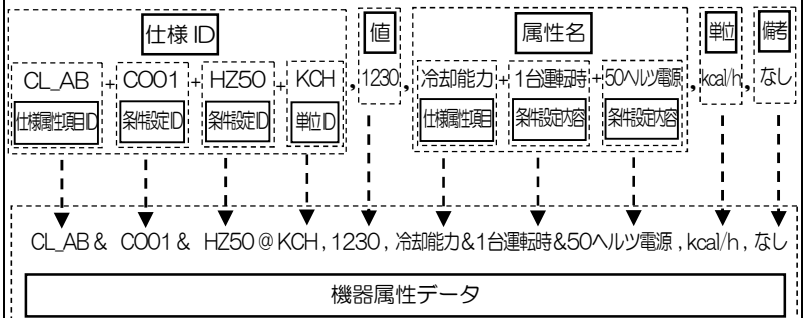 仕様 ID 値 属性名 単位 備考
CL_AB + CO01 + HZ50 + KCH , 1230 , 冷却能力 + 1台運転時 + 50ヘルツ電源 , kcal/h , なし
仕様属性項目ID 条件設定ID 条件設定ID 単位ID 仕様属性項目 条件設定内容 条件設定内容
CL_AB & CO01 & HZ50 @ KCH , 1230 , 冷却能力&1台運転時&50ヘルツ電源 , kcal/h , なし
機器属性データ